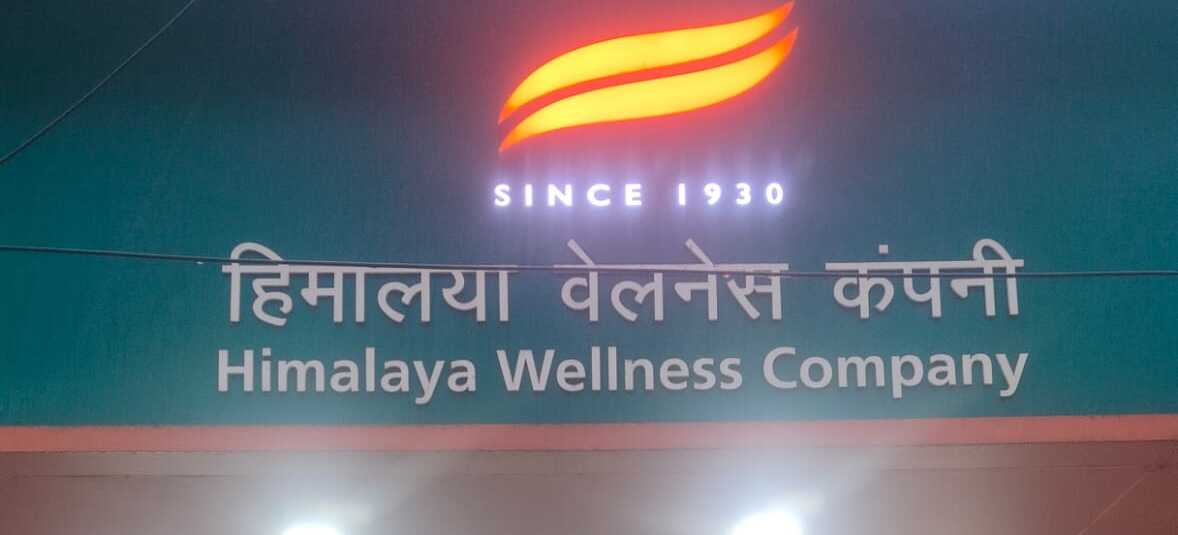 SINCE 1930
हिमालया वेलनेस कंपनी
Himalaya Wellness Company